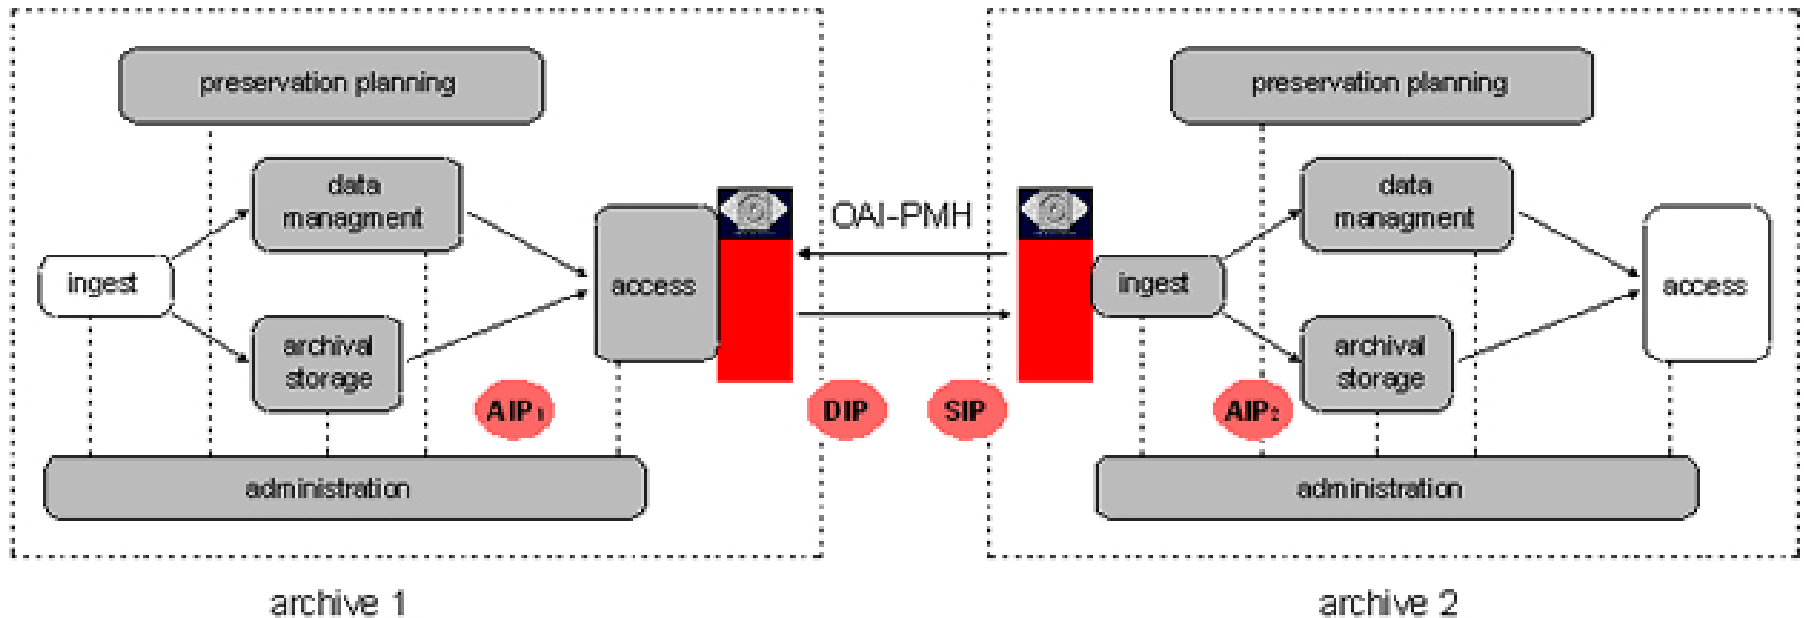 preservation planning
data
managment
ingest
access
archival
storage
AIP1
administration
archive 1
OAI-PMH
DIP
SIP
preservation planning
data
managment
ingest
access
archival
storage
AIP2
administration
archive 2